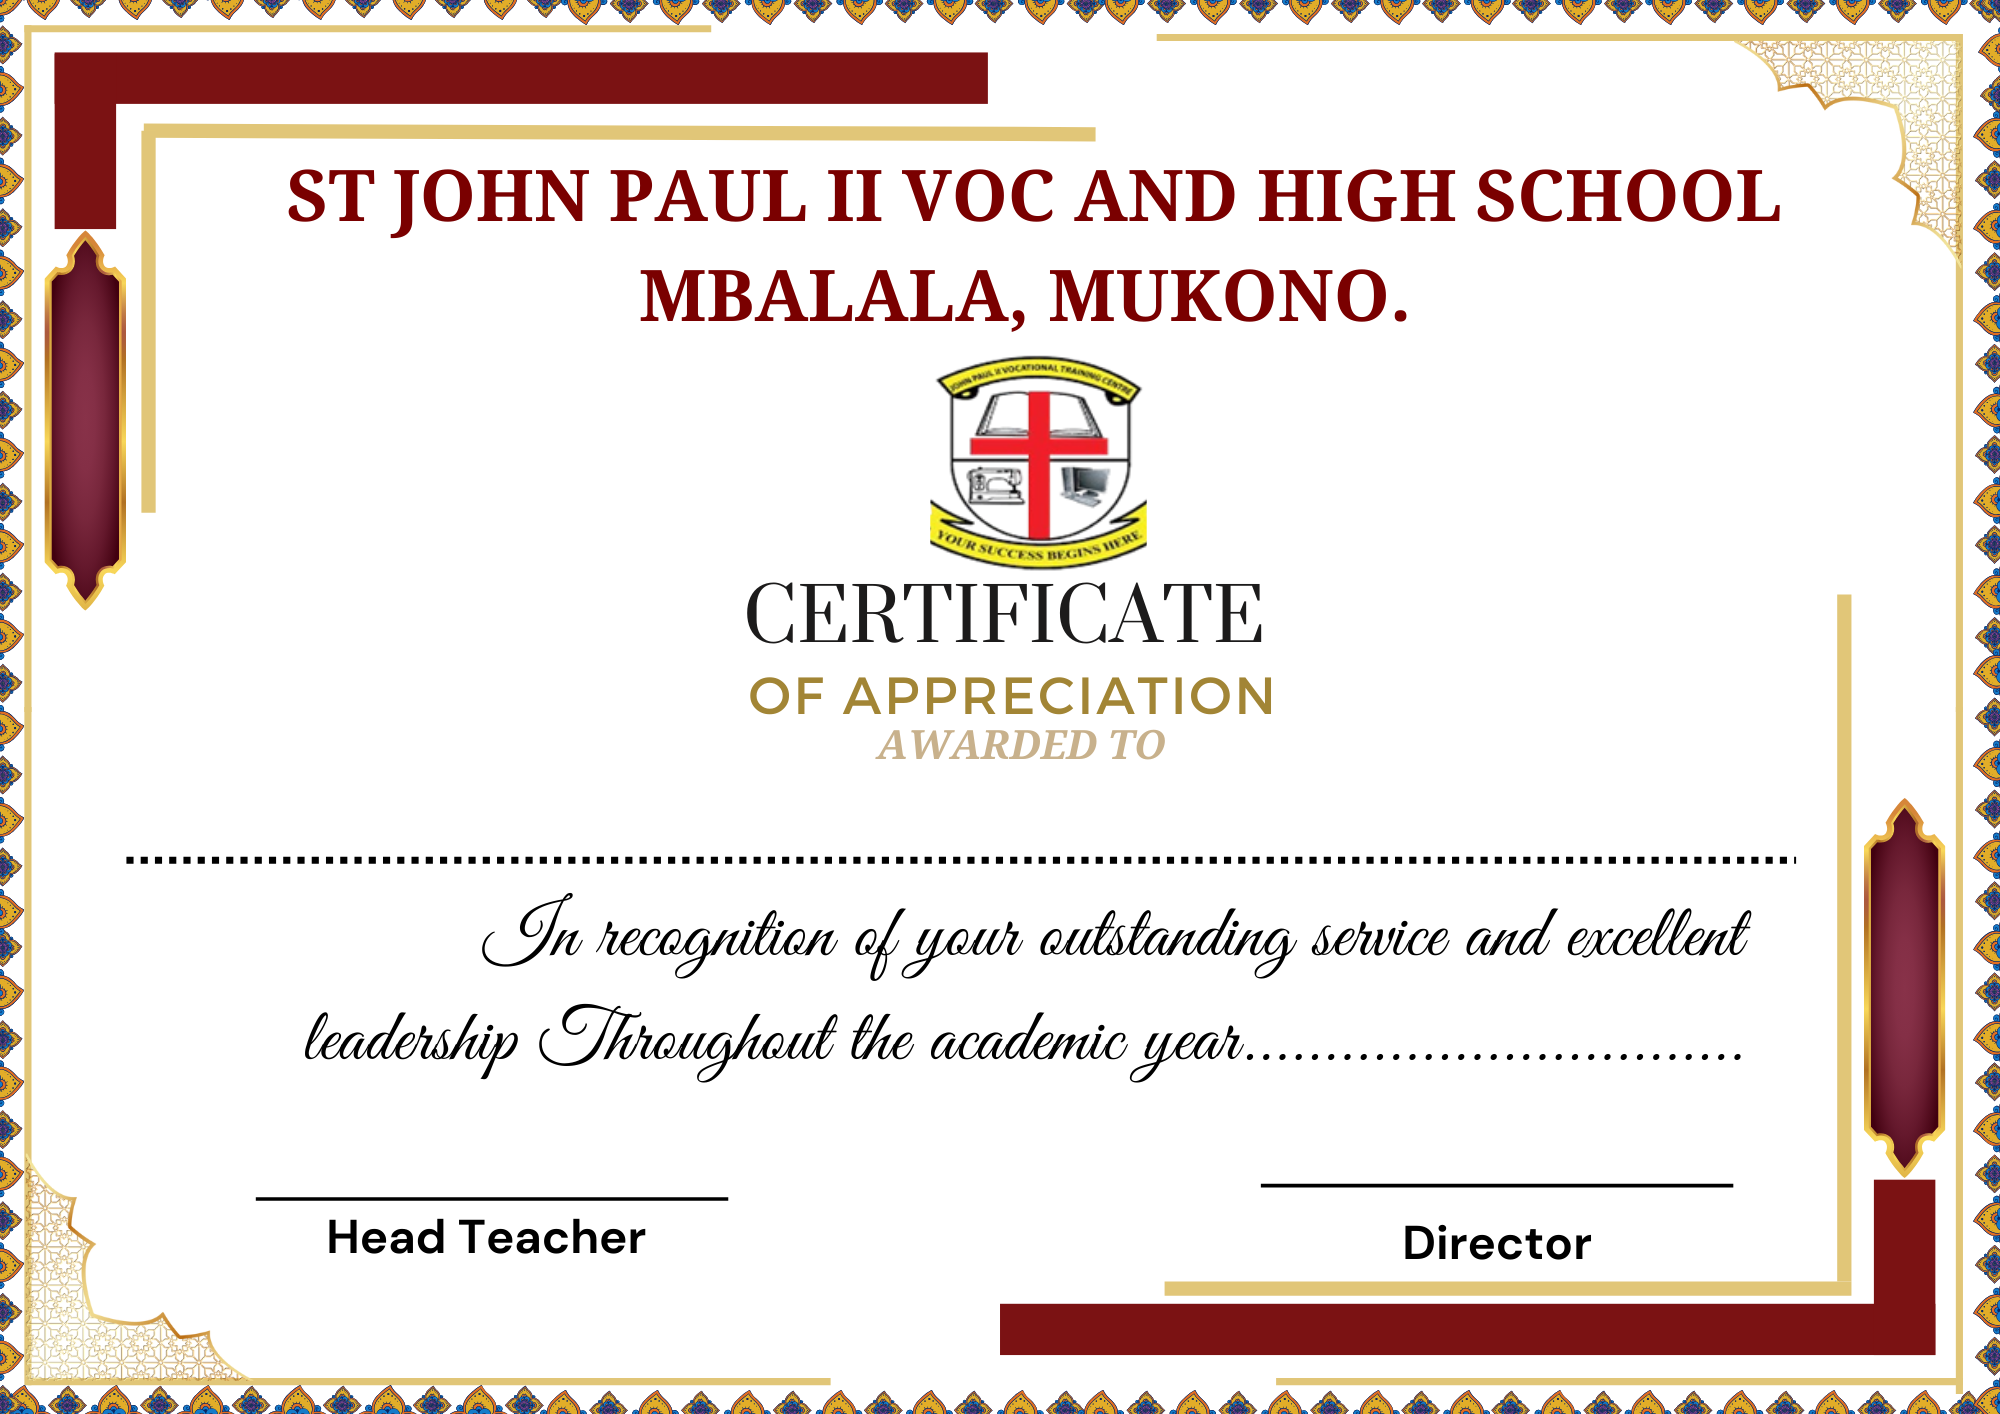 ST JOHN PAUL II VOC AND HIGH SCHOOL
MBALALA, MUKONO.
JOHN PAUL II VOCATIONAL TRAINING CENTRE
YOUR SUCCESS BEGINS HERE
CERTIFICATE
OF APPRECIATION
AWARDED TO
In recognition of your outstanding service and excellent
leadership Throughout the academic year...............................
Head Teacher
Director